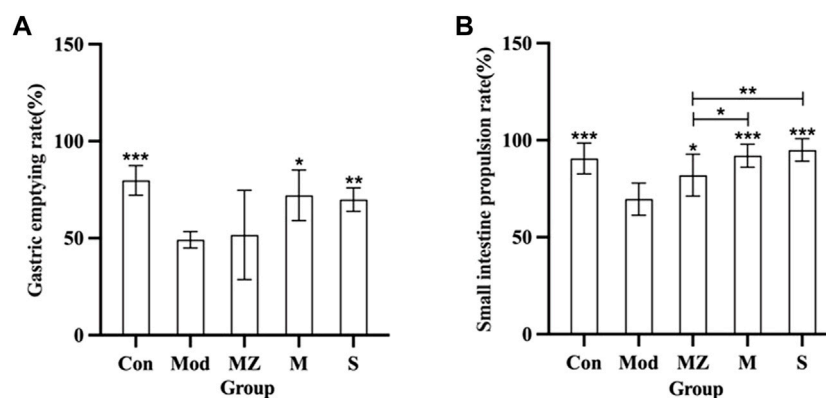 A
Gastric emptying rate(%)
150
100
50
0
***
*
**
Con Mod MZ M S
Group
B
Small intestine propulsion rate(%)
150
100
50
0
**
*
***
*
***
***
Con Mod MZ M S
Group